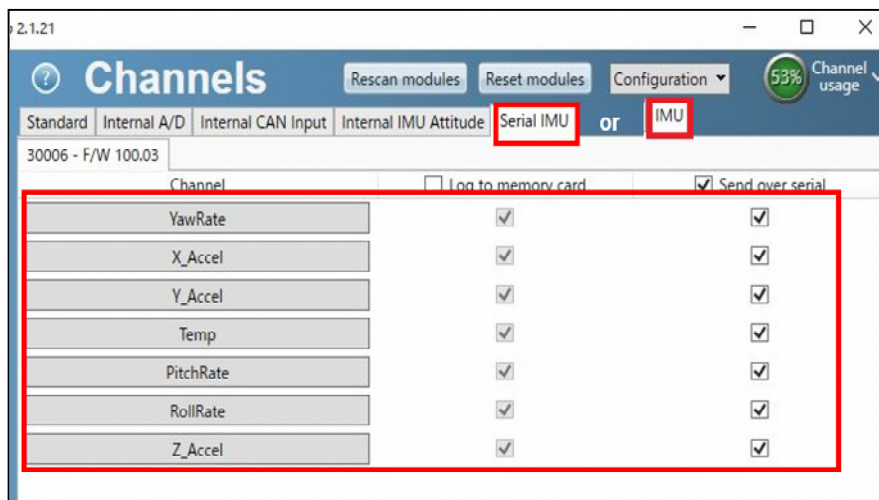 2.1.21
Channels
Rescan modules
Reset modules
Configuration
53%
Channel
usage
Standard
Internal A/D
Internal CAN Input
Internal IMU Attitude
Serial IMU
or
IMU
30006 - F/W 100.03
Channel
Log to memory card
Send over serial
YawRate
X_Accel
Y_Accel
Temp
PitchRate
RollRate
Z_Accel